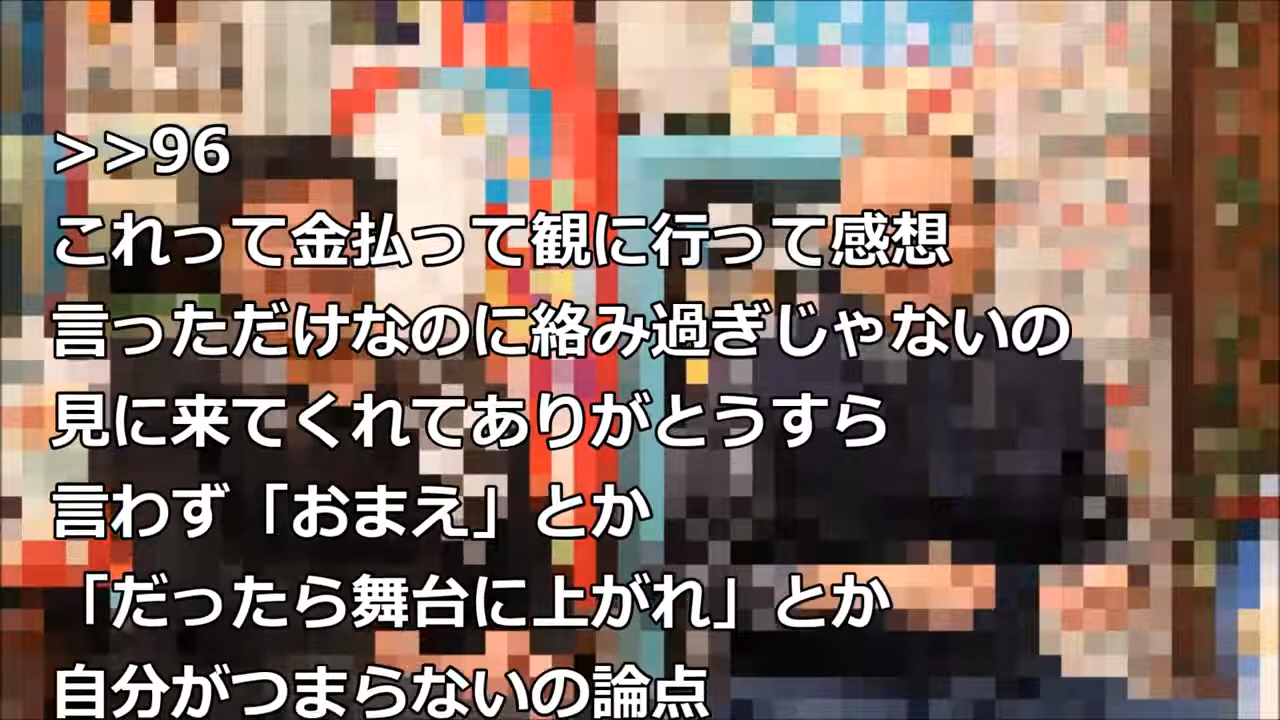 >>96
これって金払って観に行って感想
言っただけなのに絡み過ぎじゃないの
見に来てくれてありがとうすら
言わず「おまえ」とか
「だったら舞台に上がれ」とか
自分がつまらないの論点